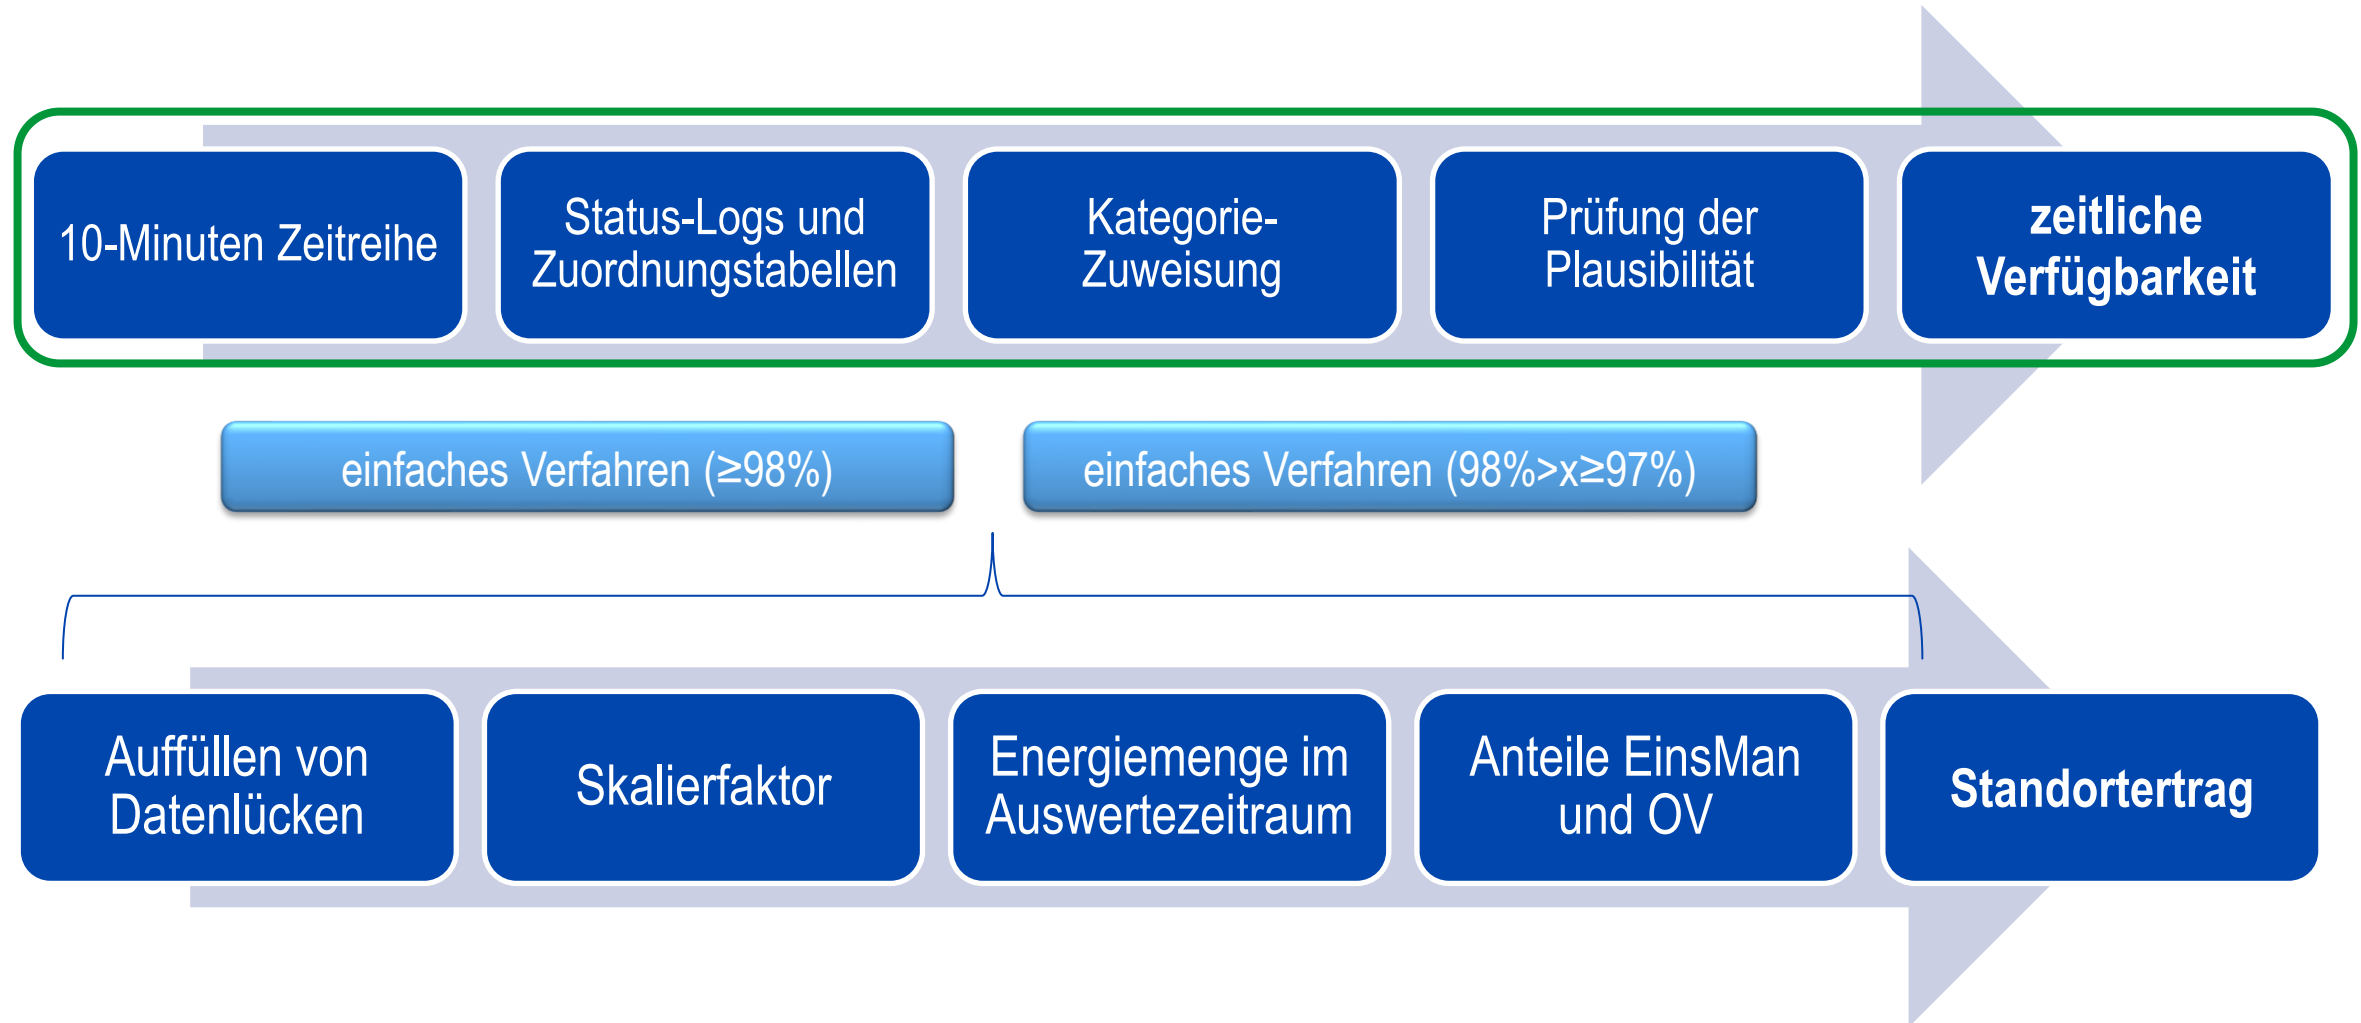 10-Minuten Zeitreihe
Status-Logs und
Zuordnungstabellen
Kategorie-
Zuweisung
Prüfung der
Plausibilität
zeitliche
Verfügbarkeit
einfaches Verfahren (≥98%)
einfaches Verfahren (98%>x≥97%)
Auffüllen von
Datenlücken
Skalierfaktor
Energiemenge im
Auswertezeitraum
Anteile EinsMan
und OV
Standortertrag